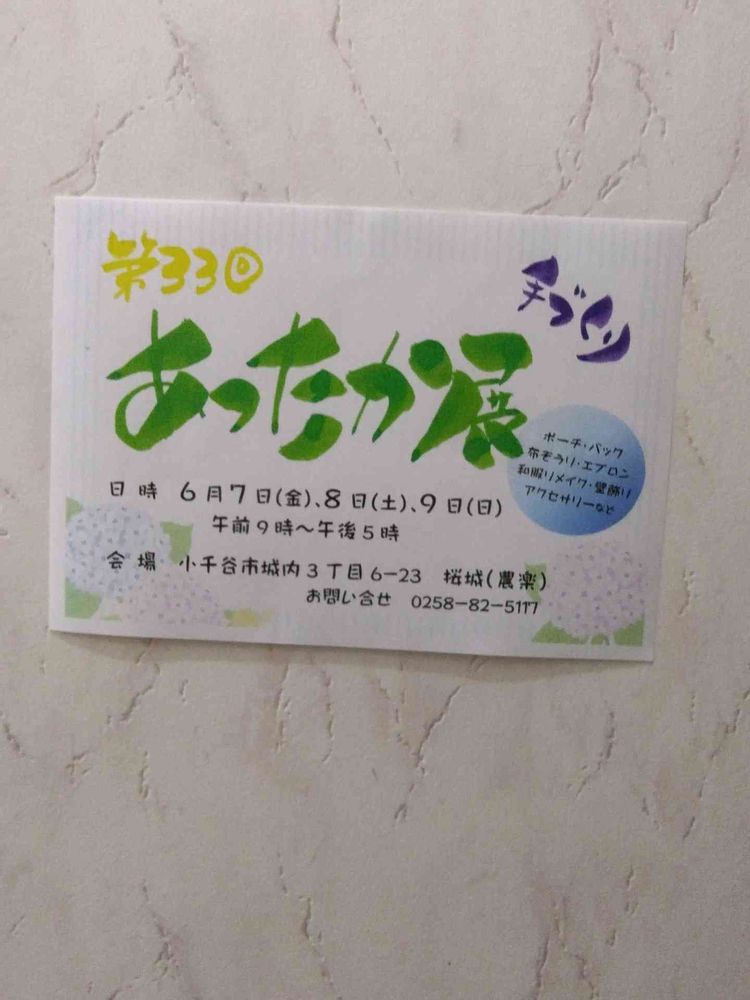 第33回
手づくり
あったか展
ポーチ・バック
布ぞうり・エプロン
和服リメイク・壁飾り
アクセサリーなど
日時 6月7日(金)、8日(土)、9日(日)
午前9時～午後5時
会場 小千谷市城内3丁目6-23 桜城(農楽)
お問い合せ 0258-82-5117